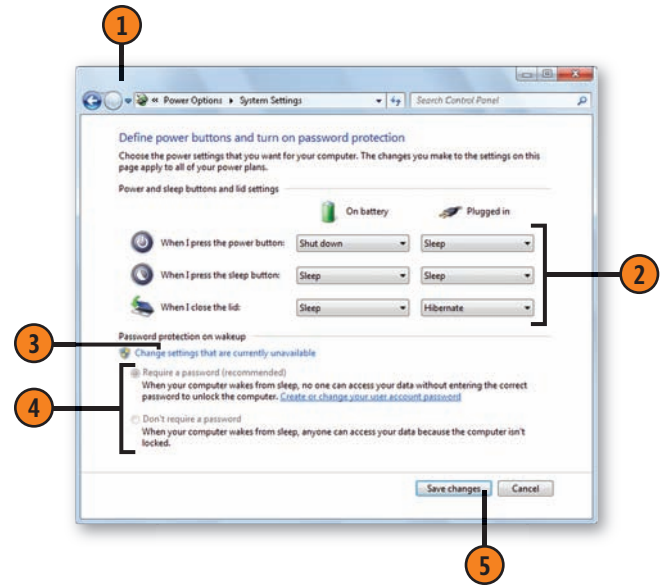 1
« Power Options ▸ System Settings
Search Control Panel
Define power buttons and turn on password protection
Choose the power settings that you want for your computer. The changes you make to the settings on this
page apply to all of your power plans.
Power and sleep buttons and lid settings
On battery Plugged in
When I press the power button: Shut down Sleep
When I press the sleep button: Sleep Sleep
2
When I close the lid: Sleep Hibernate
Password protection on wakeup
3
Change settings that are currently unavailable
Require a password (recommended)
When your computer wakes from sleep, no one can access your data without entering the correct
password to unlock the computer. Create or change your user account password
4
Don't require a password
When your computer wakes from sleep, anyone can access your data because the computer isn't
locked.
Save changes Cancel
5